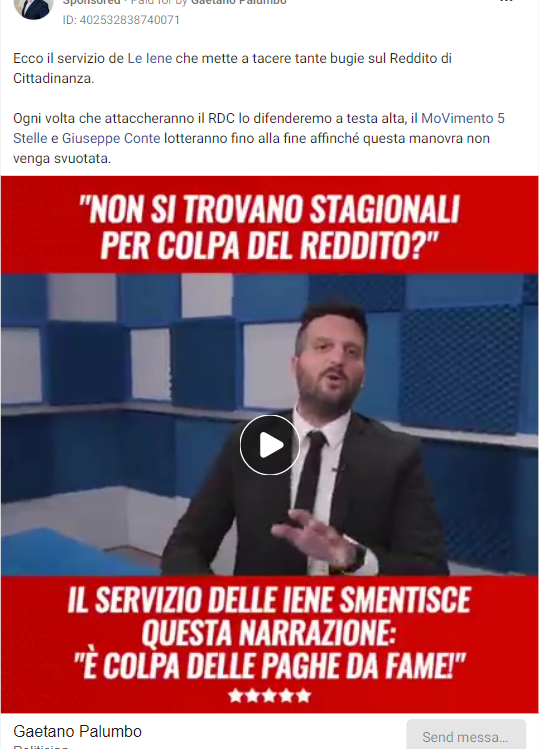 Sponsored · Paid for by Gaetano Palumbo
ID: 402532838740071
Ecco il servizio de Le Iene che mette a tacere tante bugie sul Reddito di
Cittadinanza.
Ogni volta che attaccheranno il RDC lo difenderemo a testa alta, il MoVimento 5
Stelle e Giuseppe Conte lotteranno fino alla fine affinché questa manovra non
venga svuotata.
"NON SI TROVANO STAGIONALI
PER COLPA DEL REDDITO?"
IL SERVIZIO DELLE IENE SMENTISCE
QUESTA NARRAZIONE:
"È COLPA DELLE PAGHE DA FAME!"
Gaetano Palumbo
Send messa...
Politician